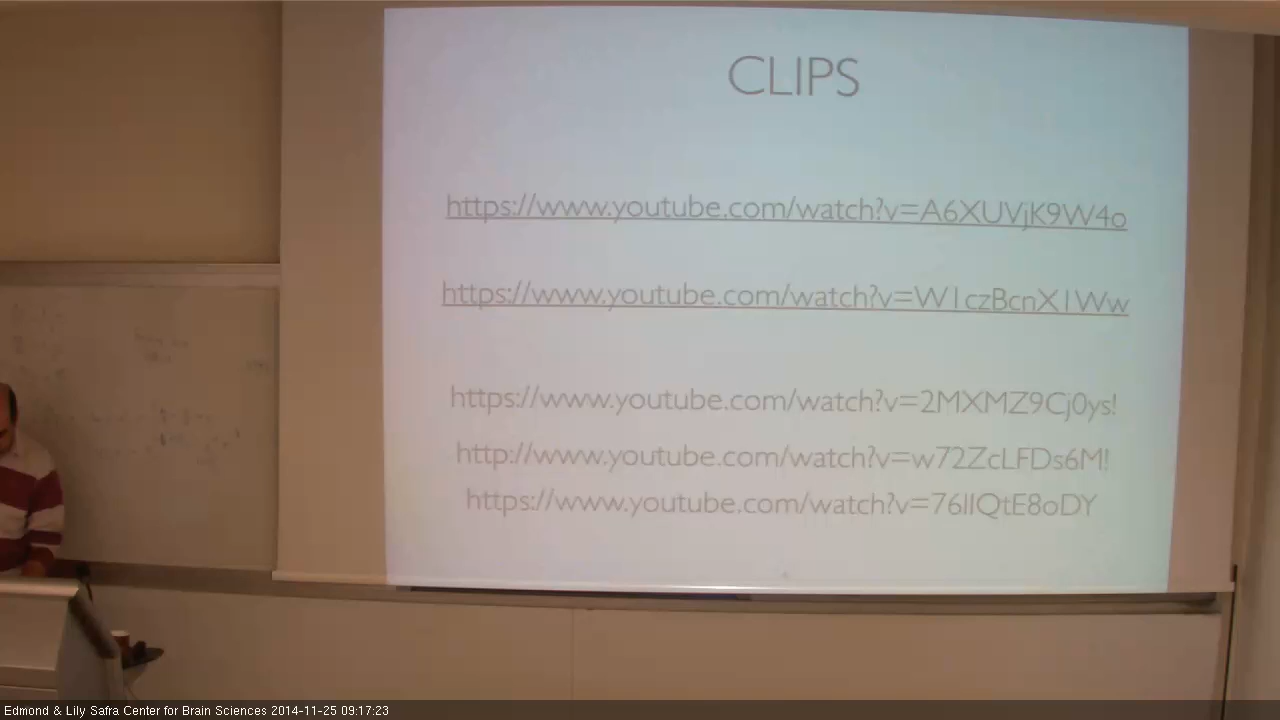 CLIPS
https://www.youtube.com/watch?v=A6XUVjK9W4o
https://www.youtube.com/watch?v=W1czBcnX1Ww
https://www.youtube.com/watch?v=2MXMZ9Cj0ys!
http://www.youtube.com/watch?v=w72ZcLFDs6M!
https://www.youtube.com/watch?v=76lIQtE8oDY
Edmond & Lily Safra Center for Brain Sciences 2014-11-25 09:17:23